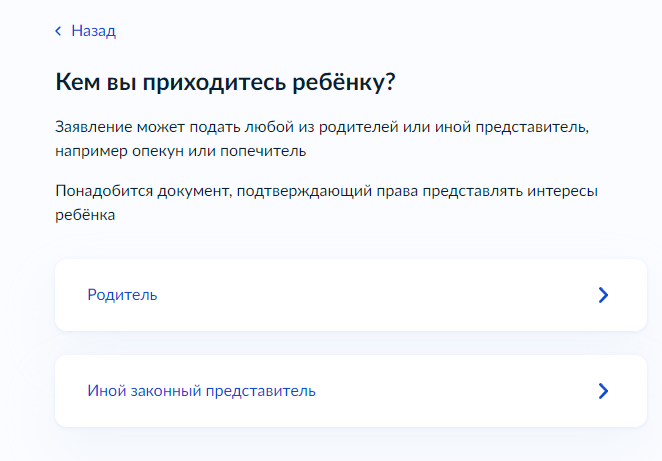 Назад
Кем вы приходитесь ребёнку?
Заявление может подать любой из родителей или иной представитель,
например опекун или попечитель
Понадобится документ, подтверждающий права представлять интересы
ребёнка
Родитель
Иной законный представитель